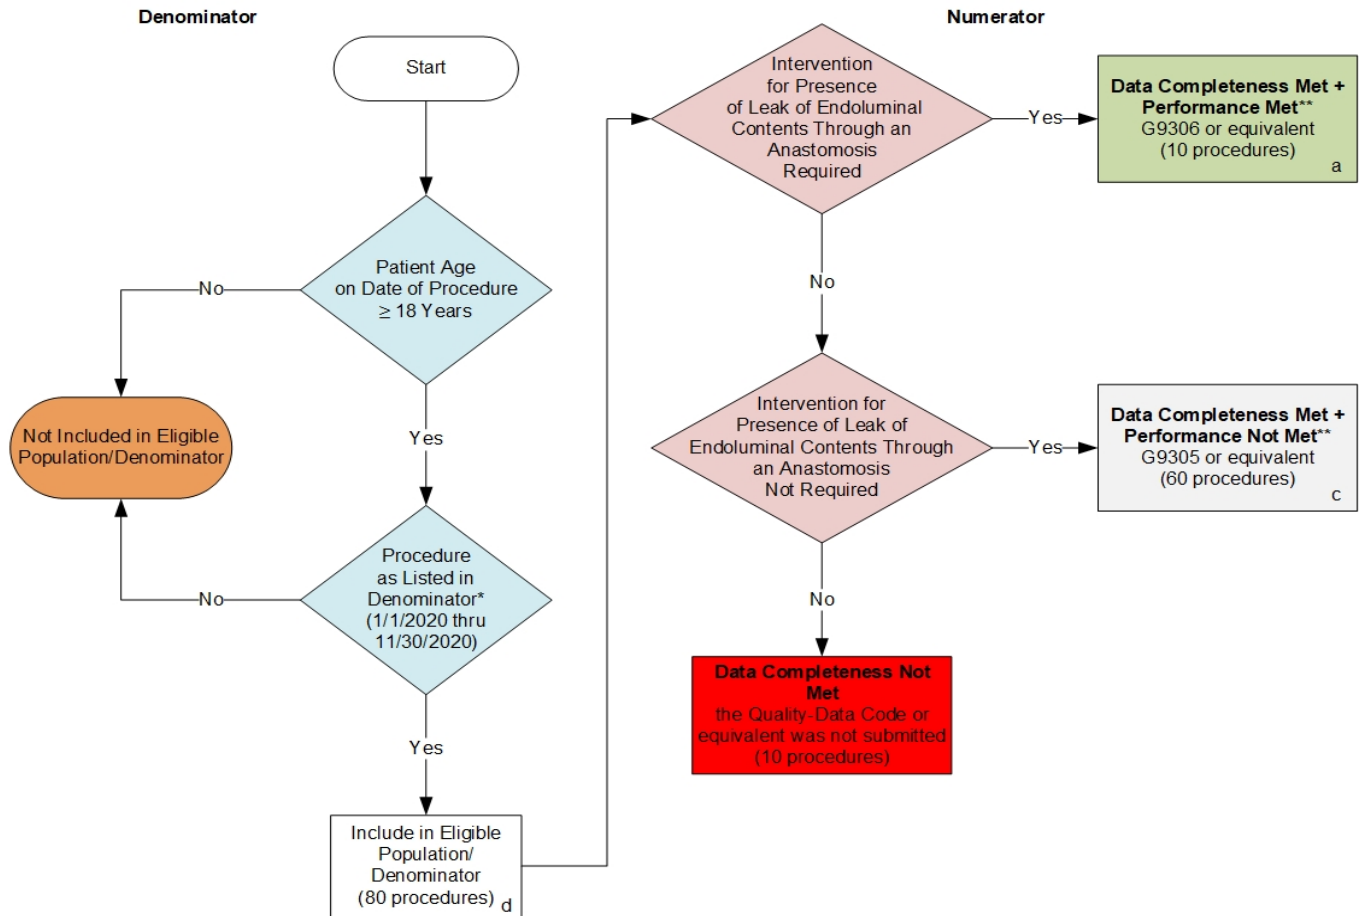 Denominator
Start
Patient Age
on Date of Procedure
≥ 18 Years
No
Yes
Not Included in Eligible
Population/Denominator
Procedure
as Listed in
Denominator*
(1/1/2020 thru
11/30/2020)
No
Yes
Include in Eligible
Population/
Denominator
(80 procedures)
d
Numerator
Intervention
for Presence
of Leak of Endoluminal
Contents Through an
Anastomosis
Required
Yes
Data Completeness Met +
Performance Met**
G9306 or equivalent
(10 procedures)
a
No
Intervention for
Presence of Leak of
Endoluminal Contents Through
an Anastomosis
Not Required
Yes
Data Completeness Met +
Performance Not Met**
G9305 or equivalent
(60 procedures)
c
No
Data Completeness Not
Met
the Quality-Data Code or
equivalent was not submitted
(10 procedures)